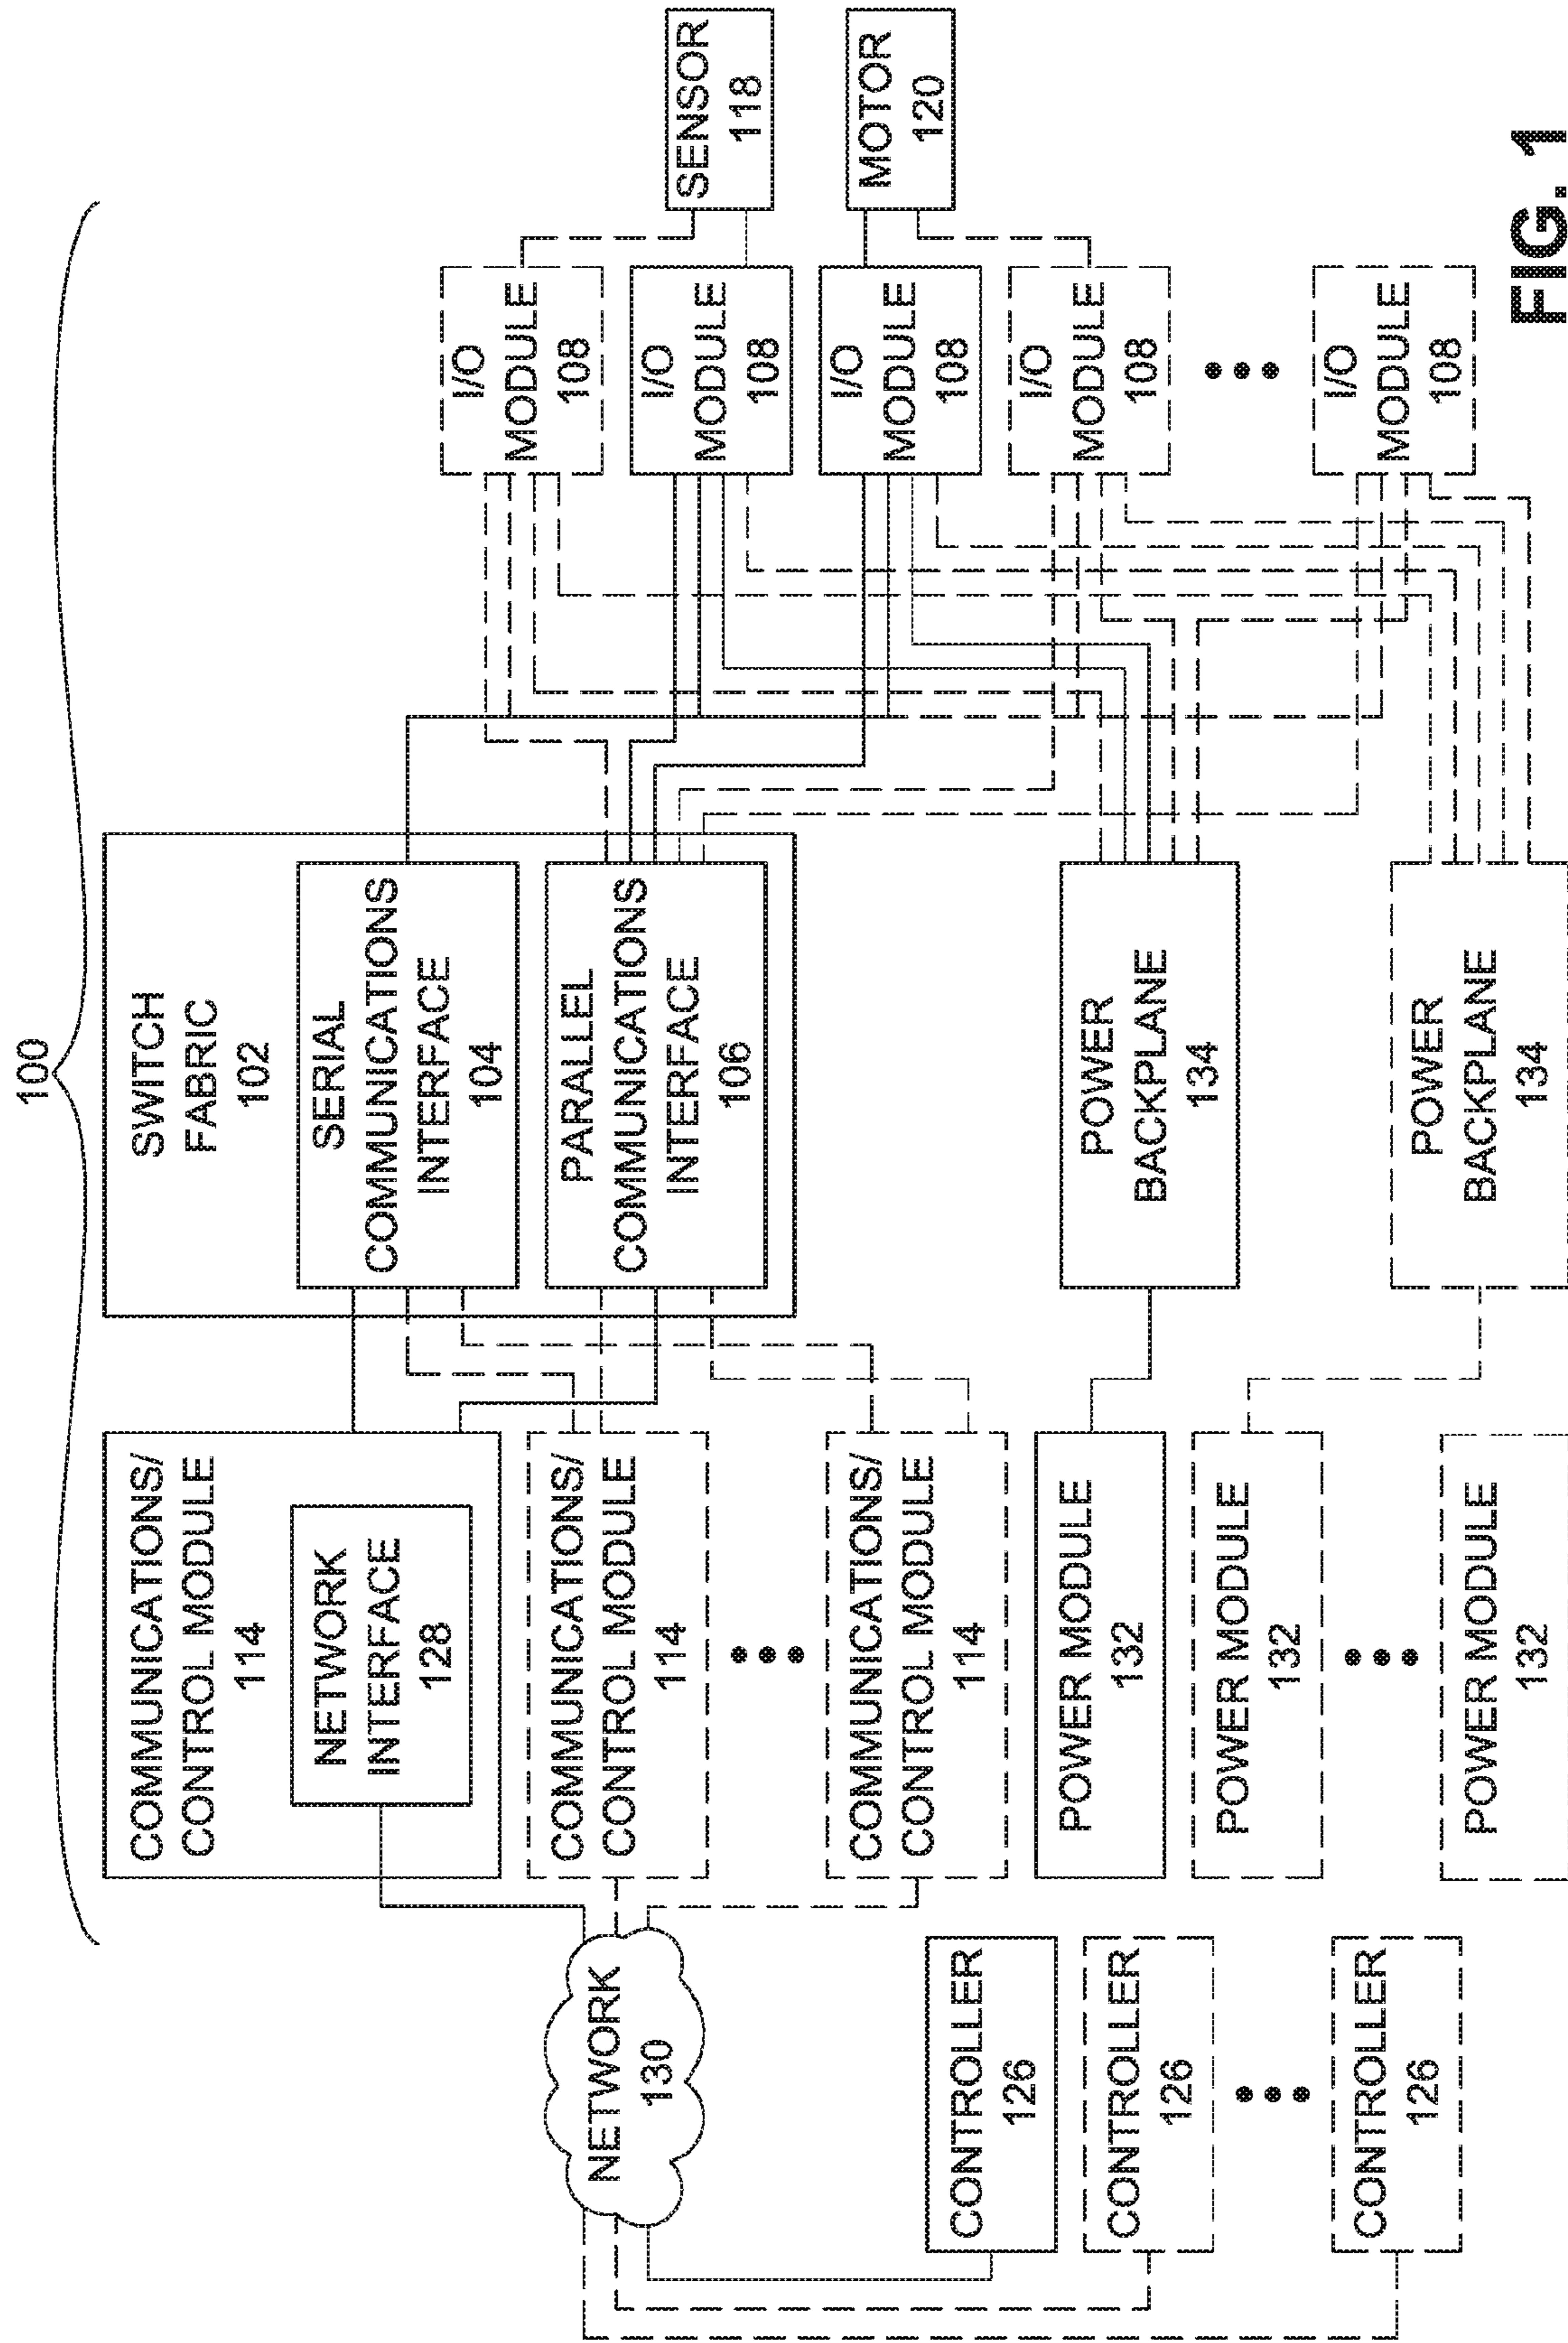 100
SWITCH
FABRIC
102
SERIAL
COMMUNICATIONS
INTERFACE
104
PARALLEL
COMMUNICATIONS
INTERFACE
106
COMMUNICATIONS/
CONTROL MODULE
114
NETWORK
INTERFACE
128
COMMUNICATIONS/
CONTROL MODULE
114
COMMUNICATIONS/
CONTROL MODULE
114
NETWORK
130
CONTROLLER
126
CONTROLLER
126
CONTROLLER
126
POWER MODULE
132
POWER MODULE
132
POWER MODULE
132
POWER
BACKPLANE
134
POWER
BACKPLANE
134
I/O
MODULE
108
I/O
MODULE
108
I/O
MODULE
108
I/O
MODULE
108
I/O
MODULE
108
SENSOR
118
MOTOR
120
FIG. 1